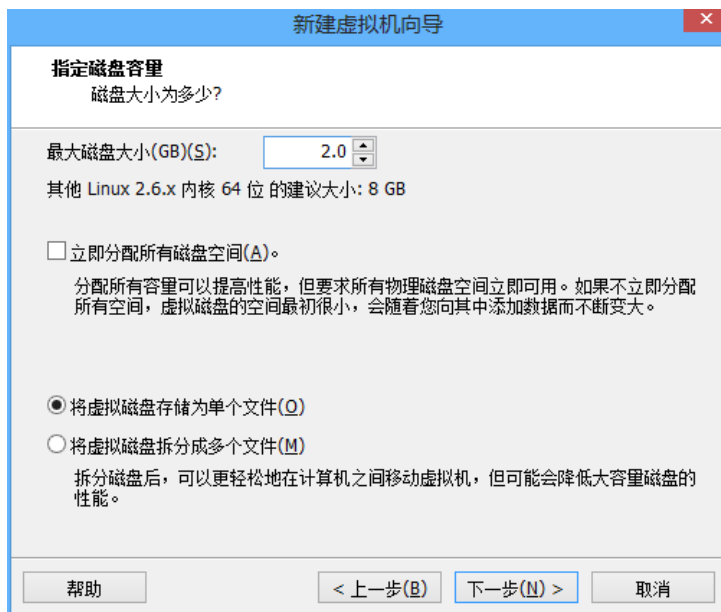 新建虚拟机向导
指定磁盘容量
磁盘大小为多少?
最大磁盘大小(GB)(S): 2.0
其他 Linux 2.6.x 内核 64 位 的建议大小: 8 GB
立即分配所有磁盘空间(A)。
分配所有容量可以提高性能，但要求所有物理磁盘空间立即可用。如果不立即分配
所有空间，虚拟磁盘的空间最初很小，会随着您向其中添加数据而不断变大。
将虚拟磁盘存储为单个文件(O)
将虚拟磁盘拆分成多个文件(M)
拆分磁盘后，可以更轻松地在计算机之间移动虚拟机，但可能会降低大容量磁盘的
性能。
帮助 < 上一步(B) 下一步(N) > 取消